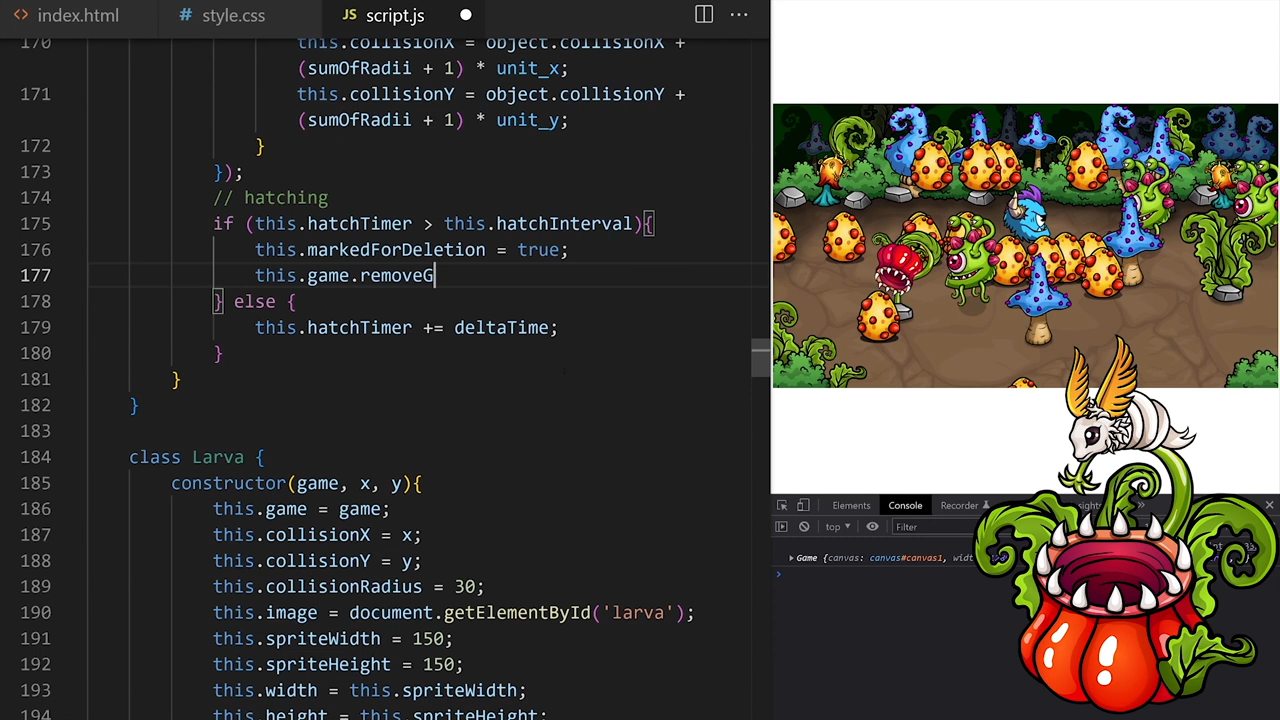 index.html
# style.css
JS script.js
170 this.collisionX = object.collisionX +
(sumOfRadii + 1) * unit_x;
171 this.collisionY = object.collisionY +
(sumOfRadii + 1) * unit_y;
172 }
173 });
174 // hatching
175 if (this.hatchTimer > this.hatchInterval){
176 this.markedForDeletion = true;
177 this.game.removeG
178 } else {
179 this.hatchTimer += deltaTime;
180 }
181 }
182 }
183
184 class Larva {
185 constructor(game, x, y){
186 this.game = game;
187 this.collisionX = x;
188 this.collisionY = y;
189 this.collisionRadius = 30;
190 this.image = document.getElementById('larva');
191 this.spriteWidth = 150;
192 this.spriteHeight = 150;
193 this.width = this.spriteWidth;
this.height = this.spriteHeight;
Elements Console Recorder
top Filter
Game {canvas: canvas#canvas1,